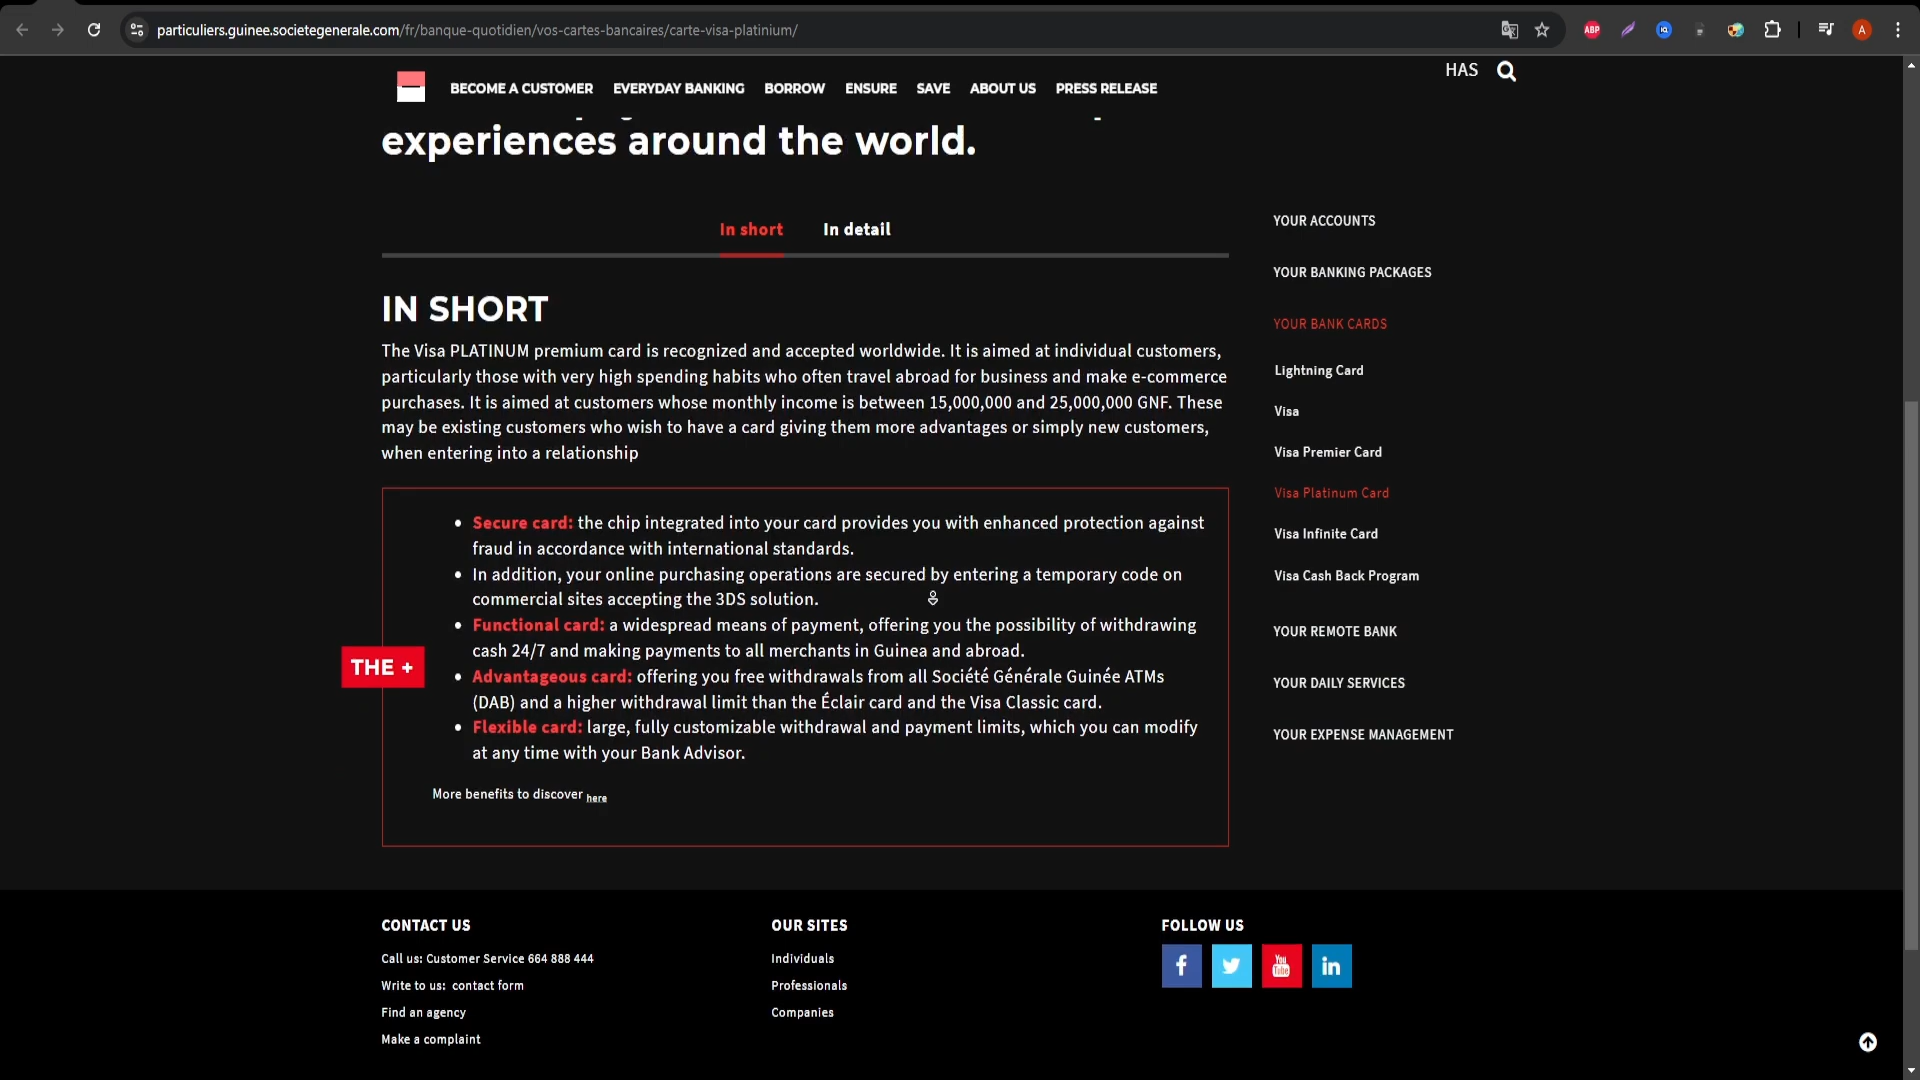 particuliers.guinee.societegenerale.com/fr/banque-quotidien/vos-cartes-bancaires/carte-visa-platinium/
ABP
A
HAS
BECOME A CUSTOMER EVERYDAY BANKING BORROW ENSURE SAVE ABOUT US PRESS RELEASE
experiences around the world.
In short In detail
IN SHORT
The Visa PLATINUM premium card is recognized and accepted worldwide. It is aimed at individual customers,
particularly those with very high spending habits who often travel abroad for business and make e-commerce
purchases. It is aimed at customers whose monthly income is between 15,000,000 and 25,000,000 GNF. These
may be existing customers who wish to have a card giving them more advantages or simply new customers,
when entering into a relationship
THE +
• Secure card: the chip integrated into your card provides you with enhanced protection against
fraud in accordance with international standards.
• In addition, your online purchasing operations are secured by entering a temporary code on
commercial sites accepting the 3DS solution.
• Functional card: a widespread means of payment, offering you the possibility of withdrawing
cash 24/7 and making payments to all merchants in Guinea and abroad.
• Advantageous card: offering you free withdrawals from all Société Générale Guinée ATMs
(DAB) and a higher withdrawal limit than the Éclair card and the Visa Classic card.
• Flexible card: large, fully customizable withdrawal and payment limits, which you can modify
at any time with your Bank Advisor.
More benefits to discover here
YOUR ACCOUNTS
YOUR BANKING PACKAGES
YOUR BANK CARDS
Lightning Card
Visa
Visa Premier Card
Visa Platinum Card
Visa Infinite Card
Visa Cash Back Program
YOUR REMOTE BANK
YOUR DAILY SERVICES
YOUR EXPENSE MANAGEMENT
CONTACT US
Call us: Customer Service 664 888 444
Write to us: contact form
Find an agency
Make a complaint
OUR SITES
Individuals
Professionals
Companies
FOLLOW US
f
You Tube
in